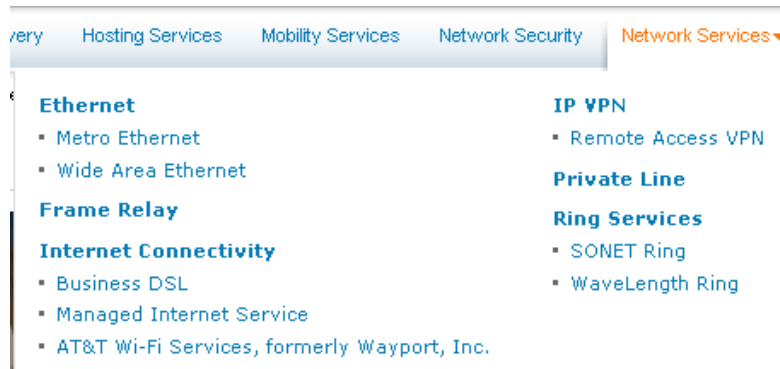 very Hosting Services Mobility Services Network Security Network Services
Ethernet
Metro Ethernet
Wide Area Ethernet
Frame Relay
Internet Connectivity
Business DSL
Managed Internet Service
AT&T Wi-Fi Services, formerly Wayport, Inc.
IP VPN
Remote Access VPN
Private Line
Ring Services
SONET Ring
WaveLength Ring